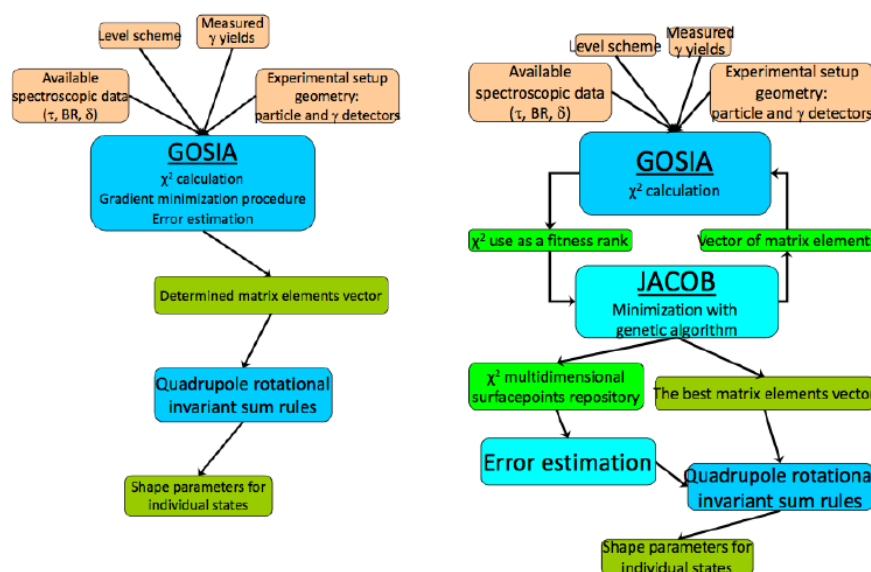 Level scheme
Measured
γ yields
Available
spectroscopic data
(τ, BR, δ)
Experimental setup
geometry:
particle and γ detectors
GOSIA
χ² calculation
Gradient minimization procedure
Error estimation
Determined matrix elements vector
Quadrupole rotational
invariant sum rules
Shape parameters for
individual states
Level scheme
Measured
γ yields
Available
spectroscopic data
(τ, BR, δ)
Experimental setup
geometry:
particle and γ detectors
GOSIA
χ² calculation
χ² use as a fitness rank
Vector of matrix element
JACOB
Minimization with
genetic algorithm
χ² multidimensional
surfacepoints repository
The best matrix elements vector
Error estimation
Quadrupole rotational
invariant sum rules
Shape parameters for
individual states